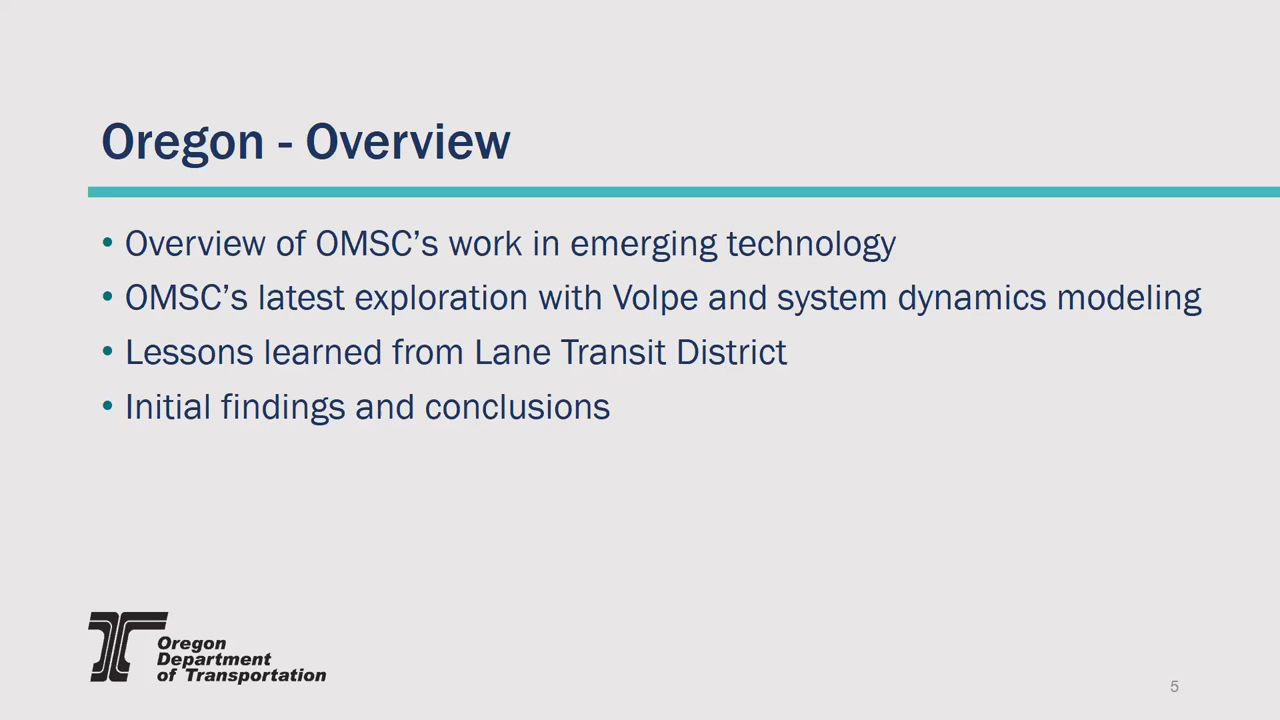 Oregon - Overview
• Overview of OMSC’s work in emerging technology
• OMSC’s latest exploration with Volpe and system dynamics modeling
• Lessons learned from Lane Transit District
• Initial findings and conclusions
Oregon
Department
of Transportation
5